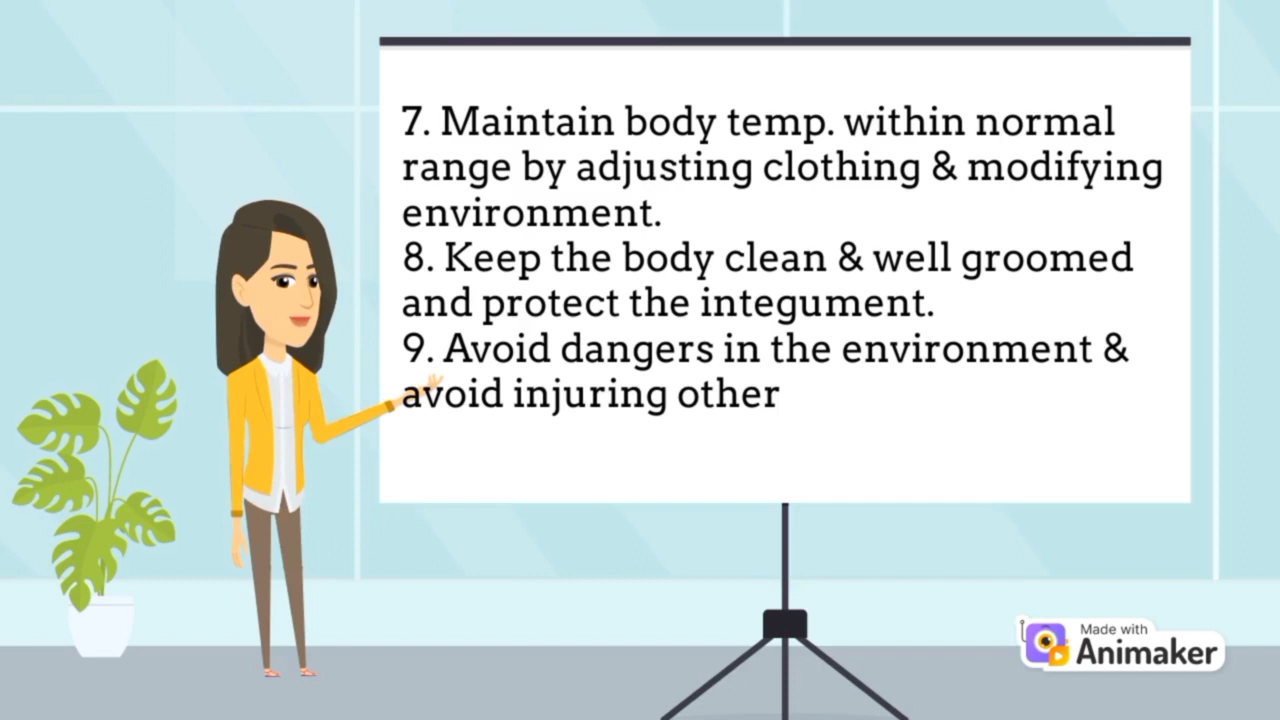 7. Maintain body temp. within normal
range by adjusting clothing & modifying
environment.
8. Keep the body clean & well groomed
and protect the integument.
9. Avoid dangers in the environment &
avoid injuring other
Made with
Animaker